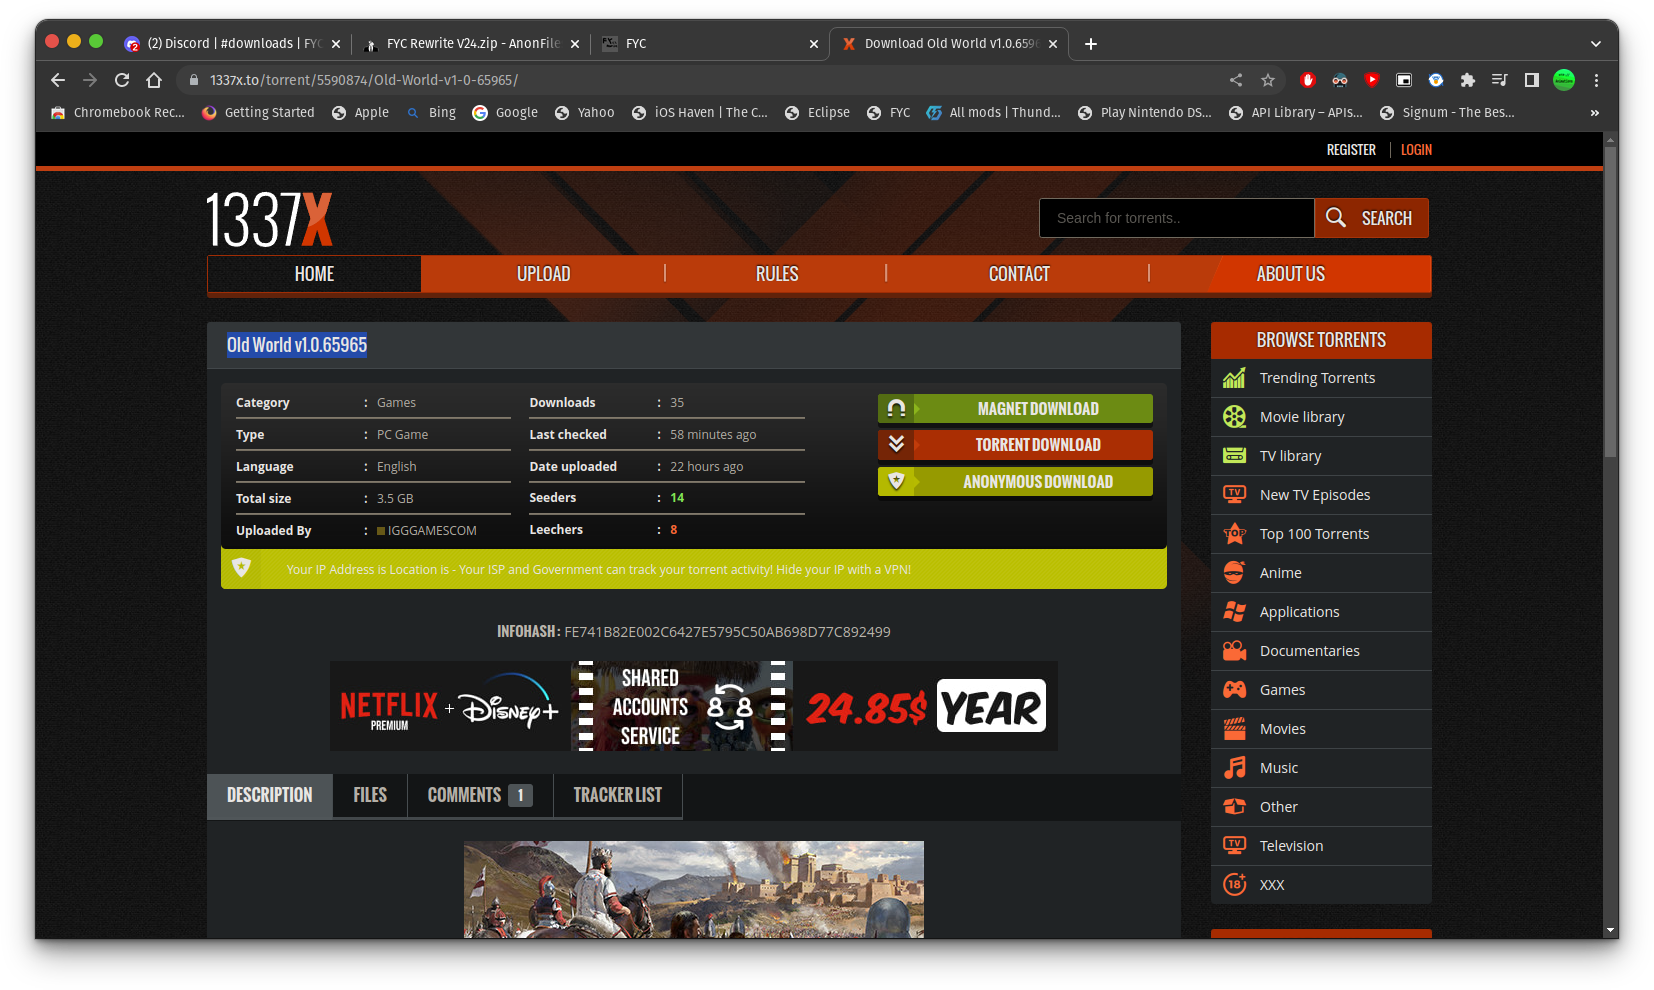 (2) Discord | #downloads | FYC
FYC Rewrite V24.zip - AnonFile
FYC
Download Old World v1.0.659
1337x.to/torrent/5590874/Old-World-v1-0-65965/
Chromebook Rec...
Getting Started
Apple
Bing
Google
Yahoo
iOS Haven | The C...
Eclipse
FYC
All mods | Thund...
Play Nintendo DS...
API Library – APIs...
Signum - The Bes...
»
REGISTER | LOGIN
1337X
Search for torrents..
SEARCH
HOME
UPLOAD
RULES
CONTACT
ABOUT US
Old World v1.0.65965
Category : Games
Type : PC Game
Language : English
Total size : 3.5 GB
Uploaded By : IGGGAMESCOM
Downloads : 35
Last checked : 58 minutes ago
Date uploaded : 22 hours ago
Seeders : 14
Leechers : 8
MAGNET DOWNLOAD
TORRENT DOWNLOAD
ANONYMOUS DOWNLOAD
Your IP Address is Location is - Your ISP and Government can track your torrent activity! Hide your IP with a VPN!
INFOHASH : FE741B82E002C6427E5795C50AB698D77C892499
NETFLIX
PREMIUM
+
Disney+
SHARED
ACCOUNTS
SERVICE
24.85$ YEAR
DESCRIPTION
FILES
COMMENTS 1
TRACKER LIST
BROWSE TORRENTS
Trending Torrents
Movie library
TV library
TV New TV Episodes
TOP Top 100 Torrents
Anime
Applications
Documentaries
Games
Movies
Music
Other
TV Television
18+ XXX